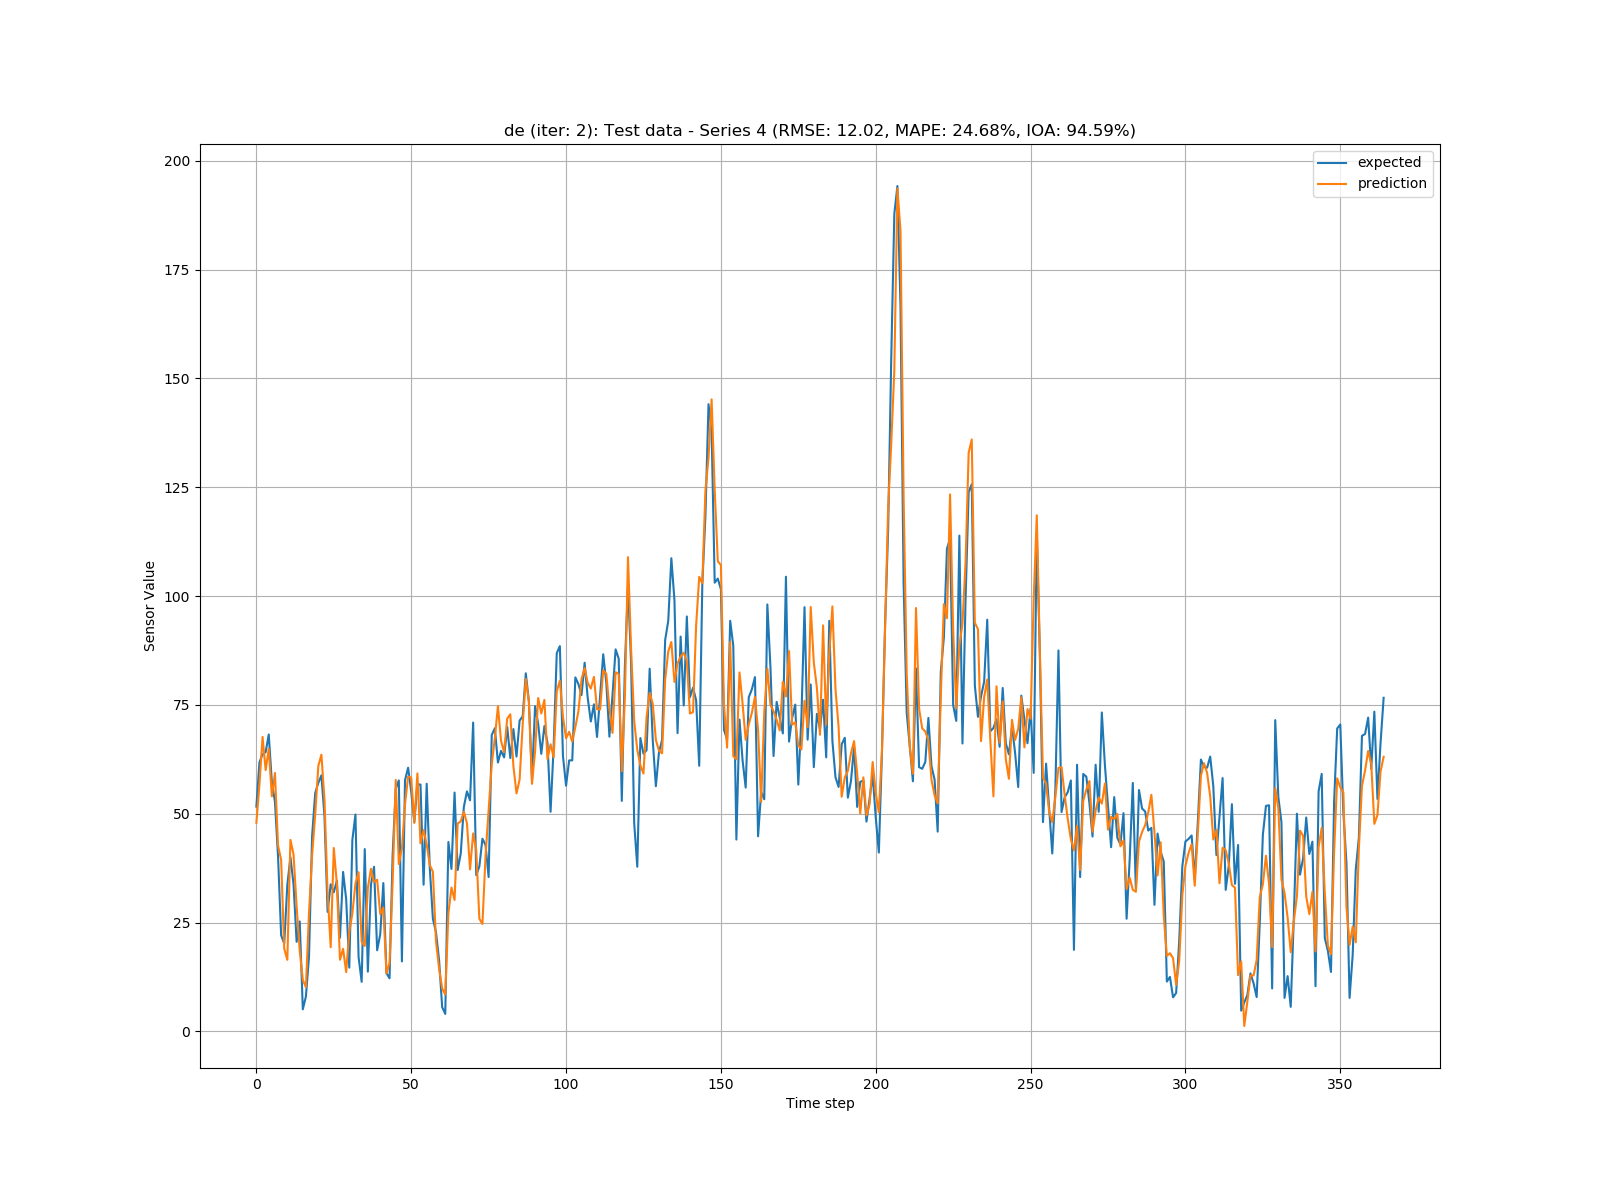 de (iter: 2): Test data - Series 4 (RMSE: 12.02, MAPE: 24.68%, IOA: 94.59%)
expected
prediction
200
175
150
125
100
75
50
25
0
Sensor Value
0 50 100 150 200 250 300 350
Time step